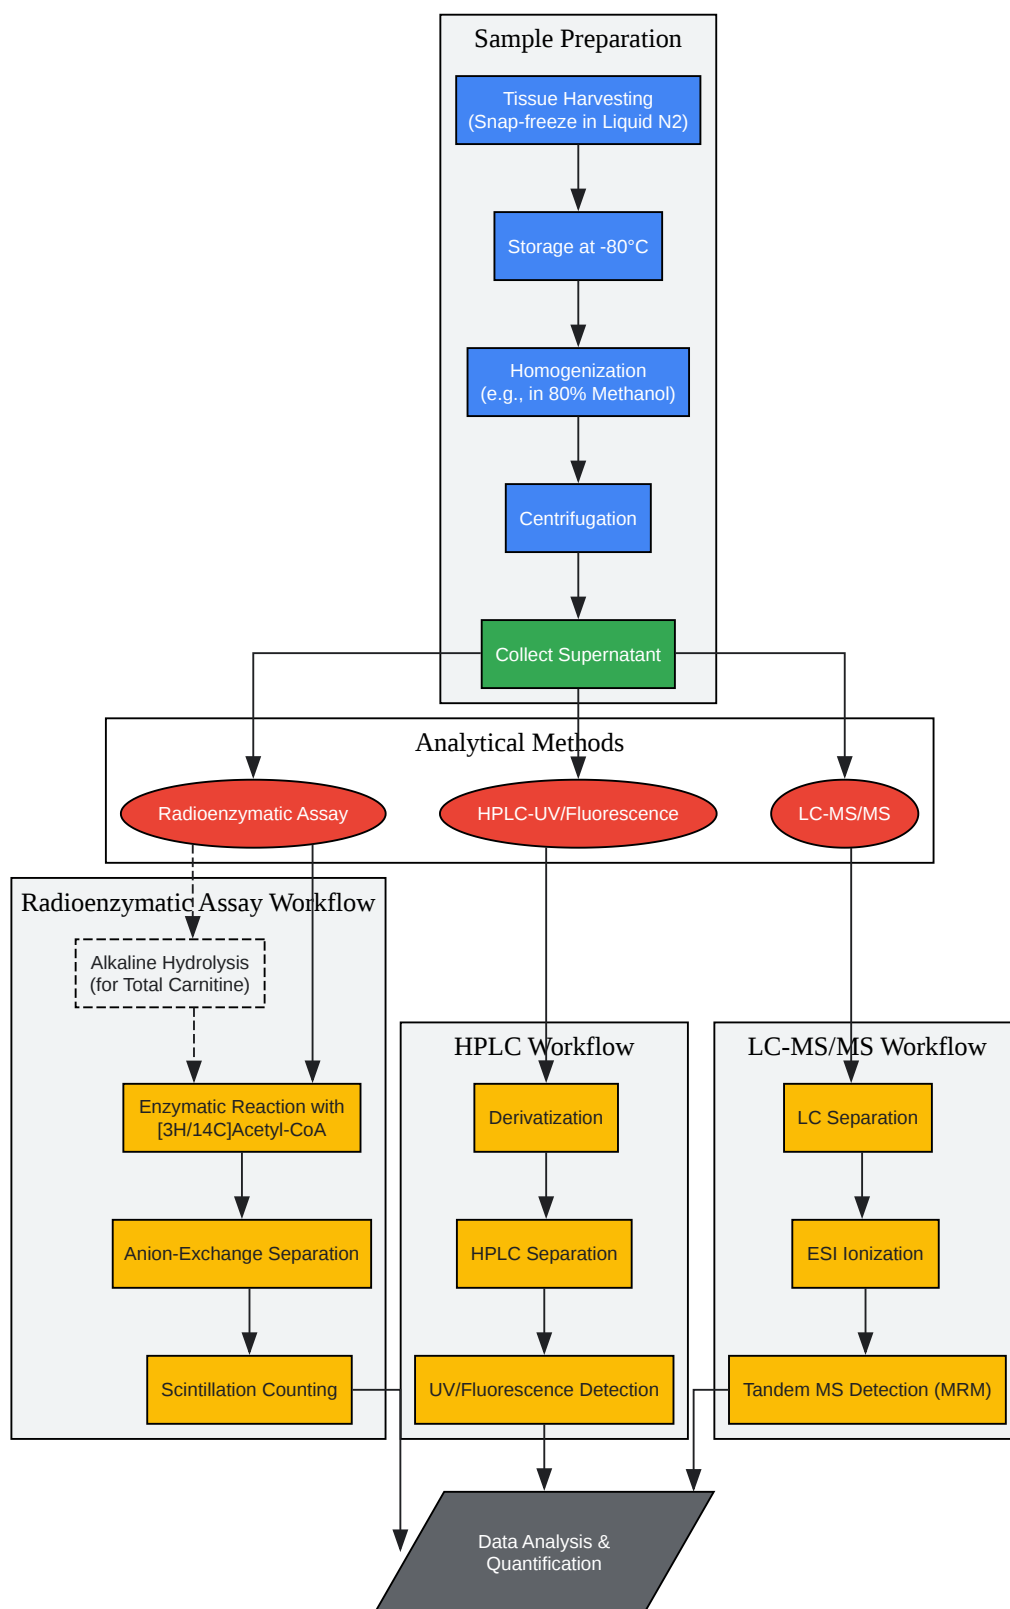 Sample Preparation
Tissue Harvesting
(Snap-freeze in Liquid N2)
Storage at -80°C
Homogenization
(e.g., in 80% Methanol)
Centrifugation
Collect Supernatant
Analytical Methods
Radioenzymatic Assay
HPLC-UV/Fluorescence
LC-MS/MS
Radioenzymatic Assay Workflow
Alkaline Hydrolysis
(for Total Carnitine)
Enzymatic Reaction with
[3H/14C]Acetyl-CoA
Anion-Exchange Separation
Scintillation Counting
HPLC Workflow
Derivatization
HPLC Separation
UV/Fluorescence Detection
LC-MS/MS Workflow
LC Separation
ESI Ionization
Tandem MS Detection (MRM)
Data Analysis &
Quantification